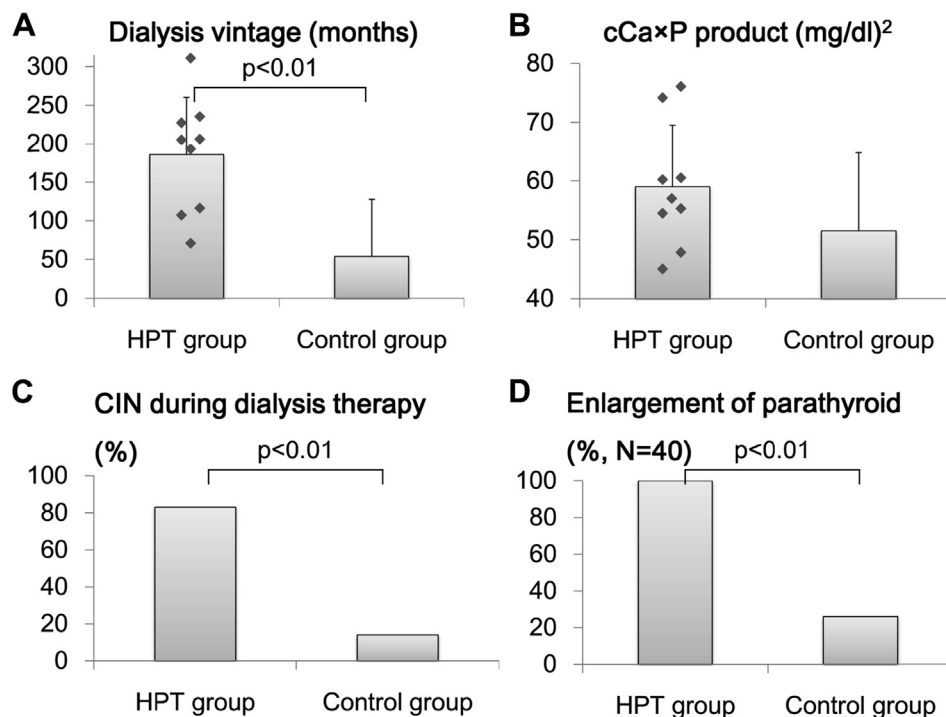 A
Dialysis vintage (months)
300
250
200
150
100
50
0
p<0.01
HPT group
Control group
B
cCa×P product (mg/dl)²
80
70
60
50
40
HPT group
Control group
C
CIN during dialysis therapy
(%)
100
80
60
40
20
0
p<0.01
HPT group
Control group
D
Enlargement of parathyroid
(%, N=40)
100
80
60
40
20
0
p<0.01
HPT group
Control group